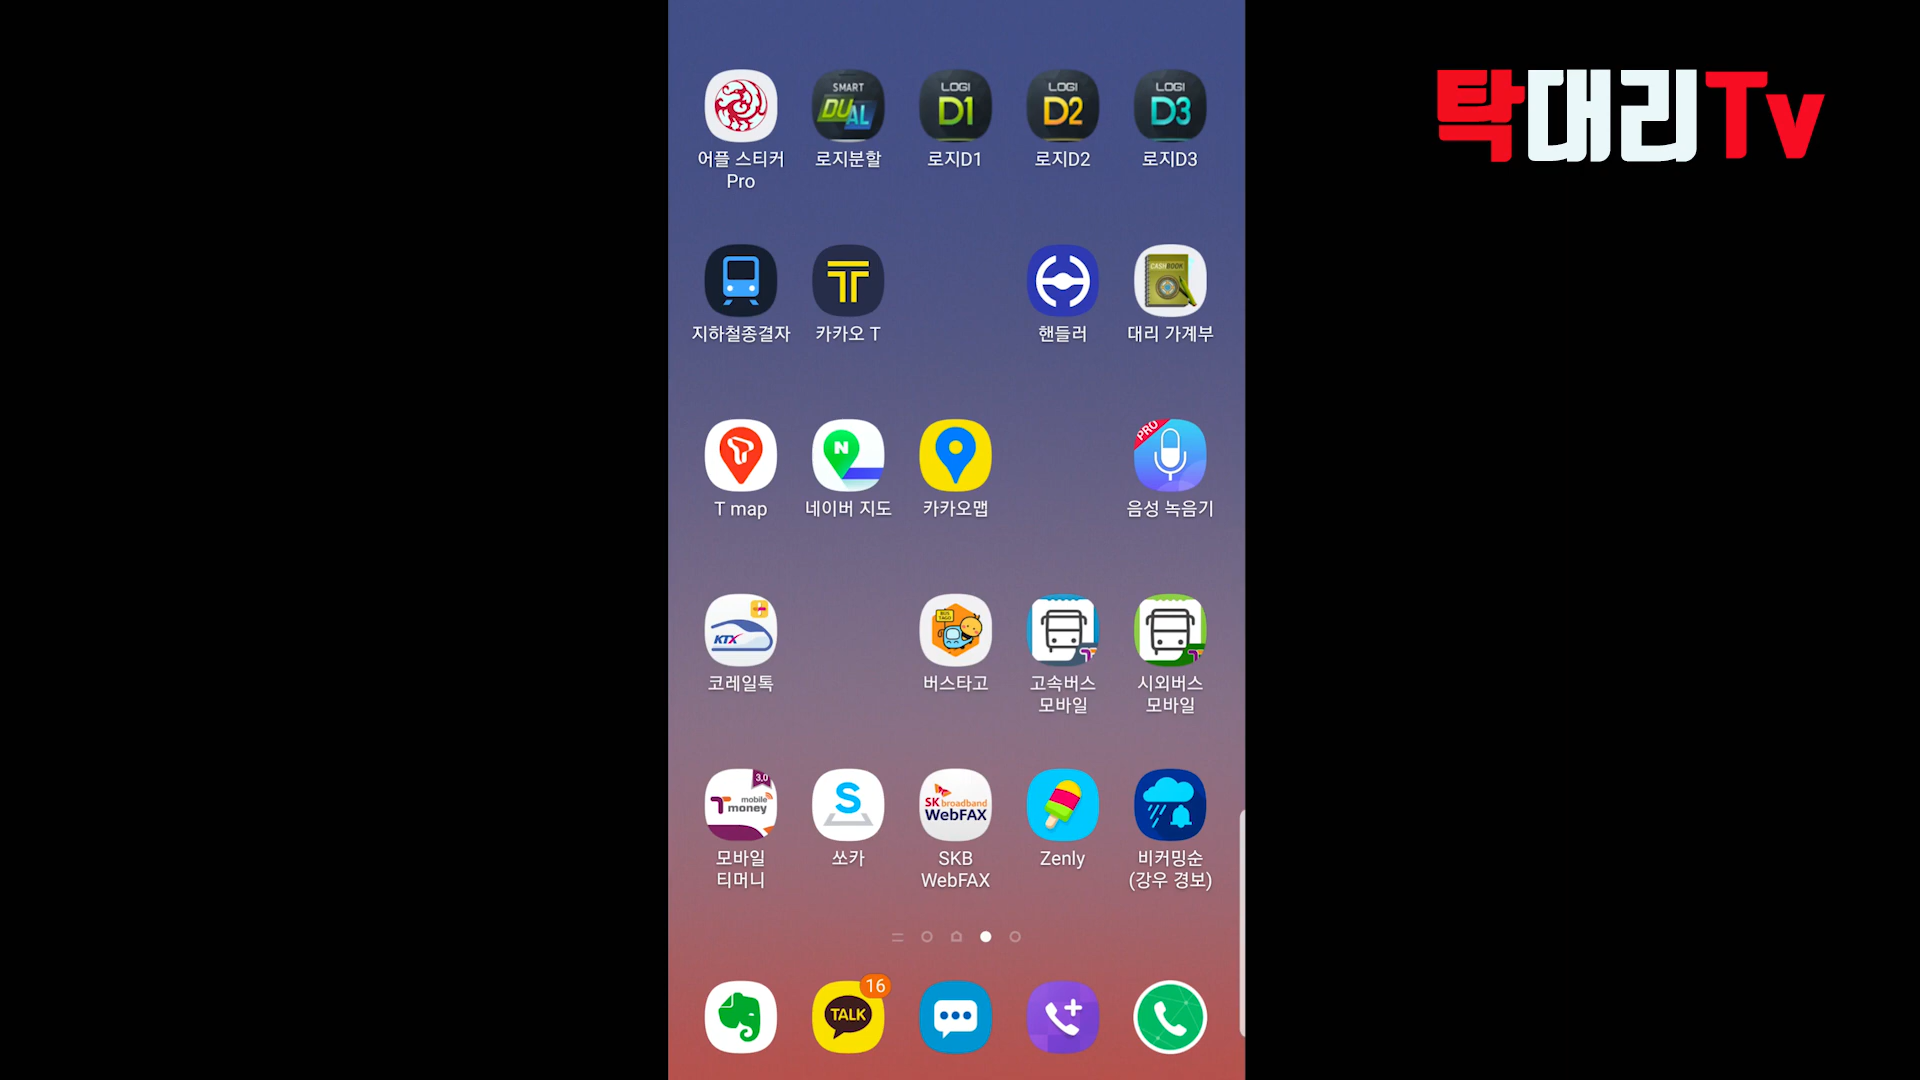 탁대리Tv
SMART
DUAL
LOGI
D1
LOGI
D2
LOGI
D3
어플 스티커
Pro
로지분할
로지D1
로지D2
로지D3
CASHBOOK
지하철종결자
카카오 T
핸들러
대리 가계부
N
PRO
T map
네이버 지도
카카오맵
음성 녹음기
KTX
BUS
TAGO
코레일톡
버스타고
고속버스
모바일
시외버스
모바일
3.0
mobile
Tmoney
S
SK broadband
WebFAX
모바일
티머니
쏘카
SKB
WebFAX
Zenly
비커밍순
(강우 경보)
16
TALK